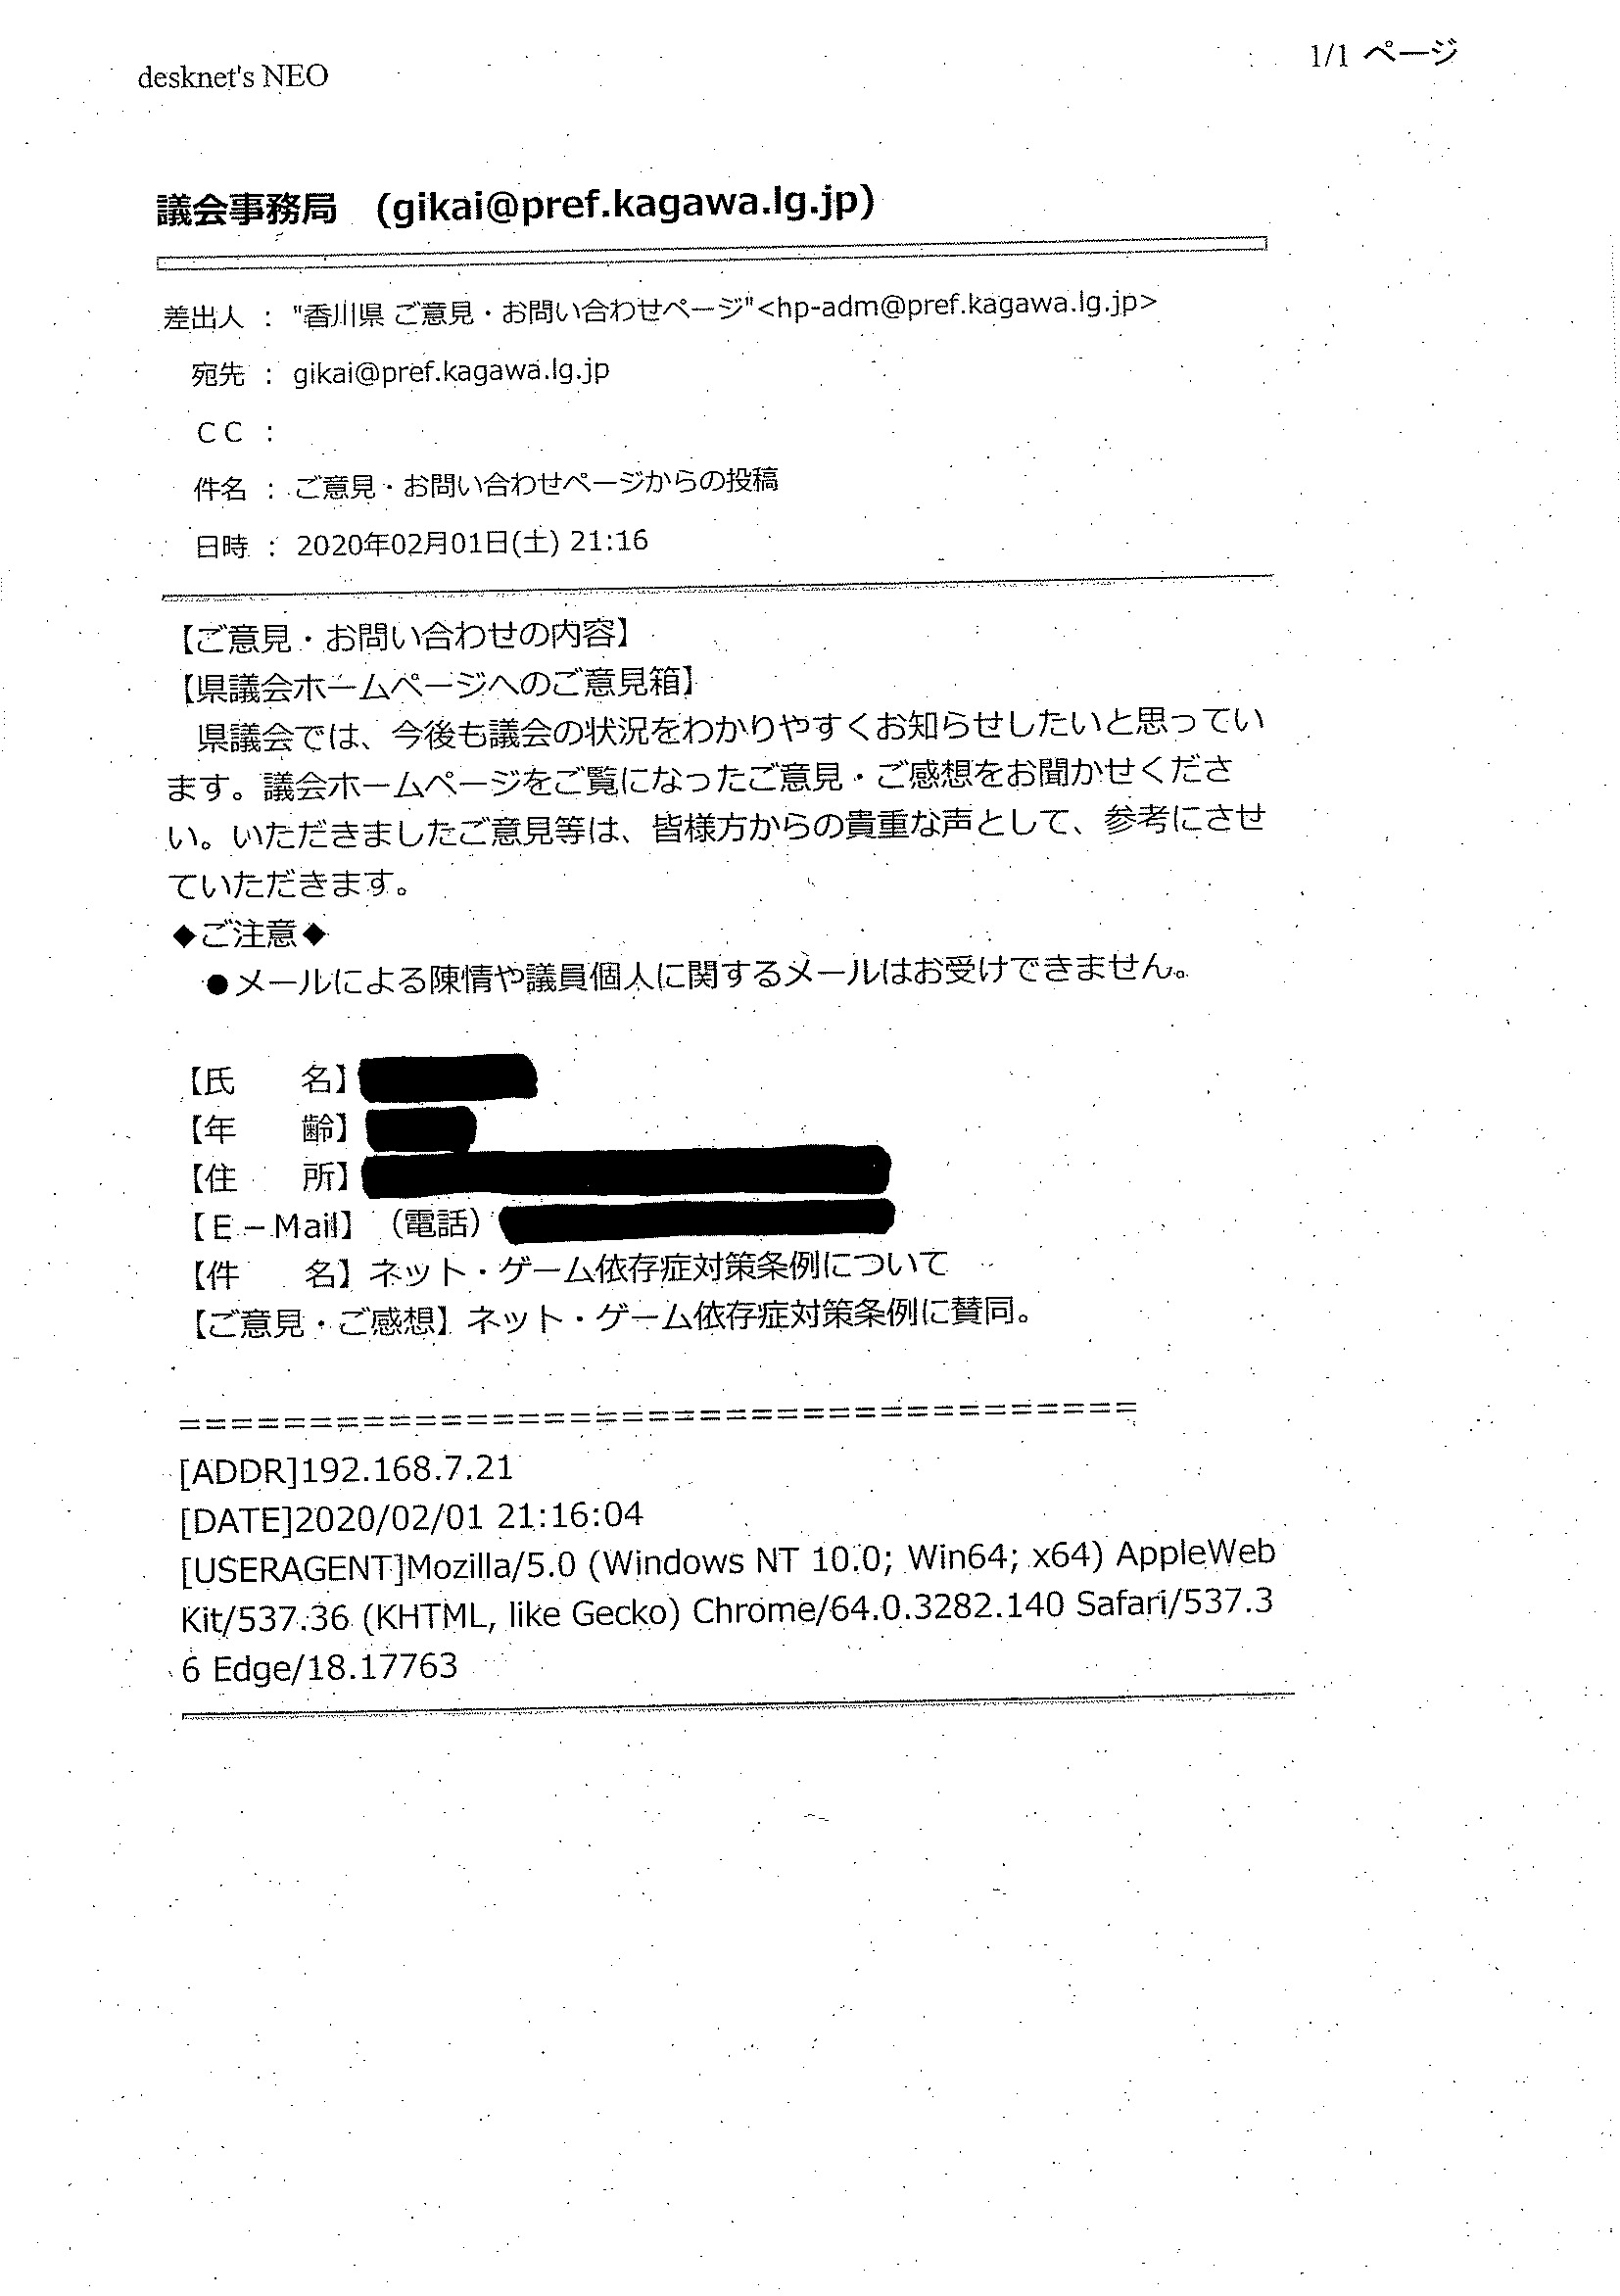 desknet's NEO
1/1 ページ
議会事務局 (gikai@pref.kagawa.lg.jp)
差出人 : "香川県 ご意見・お問い合わせページ"<hp-adm@pref.kagawa.lg.jp>
宛先 : gikai@pref.kagawa.lg.jp
CC :
件名 : ご意見・お問い合わせページからの投稿
日時 : 2020年02月01日(土) 21:16
【ご意見・お問い合わせの内容】
【県議会ホームページへのご意見箱】
県議会では、今後も議会の状況をわかりやすくお知らせしたいと思ってい
ます。議会ホームページをご覧になったご意見・ご感想をお聞かせくださ
い。いただきましたご意見等は、皆様方からの貴重な声として、参考にさせ
ていただきます。
◆ご注意◆
●メールによる陳情や議員個人に関するメールはお受けできません。
【氏　　名】
【年　　齢】
【住　　所】
【E－Mail】（電話）
【件　　名】ネット・ゲーム依存症対策条例について
【ご意見・ご感想】ネット・ゲーム依存症対策条例に賛同。
=====================================
[ADDR]192.168.7.21
[DATE]2020/02/01 21:16:04
[USERAGENT]Mozilla/5.0 (Windows NT 10.0; Win64; x64) AppleWeb
Kit/537.36 (KHTML, like Gecko) Chrome/64.0.3282.140 Safari/537.3
6 Edge/18.17763